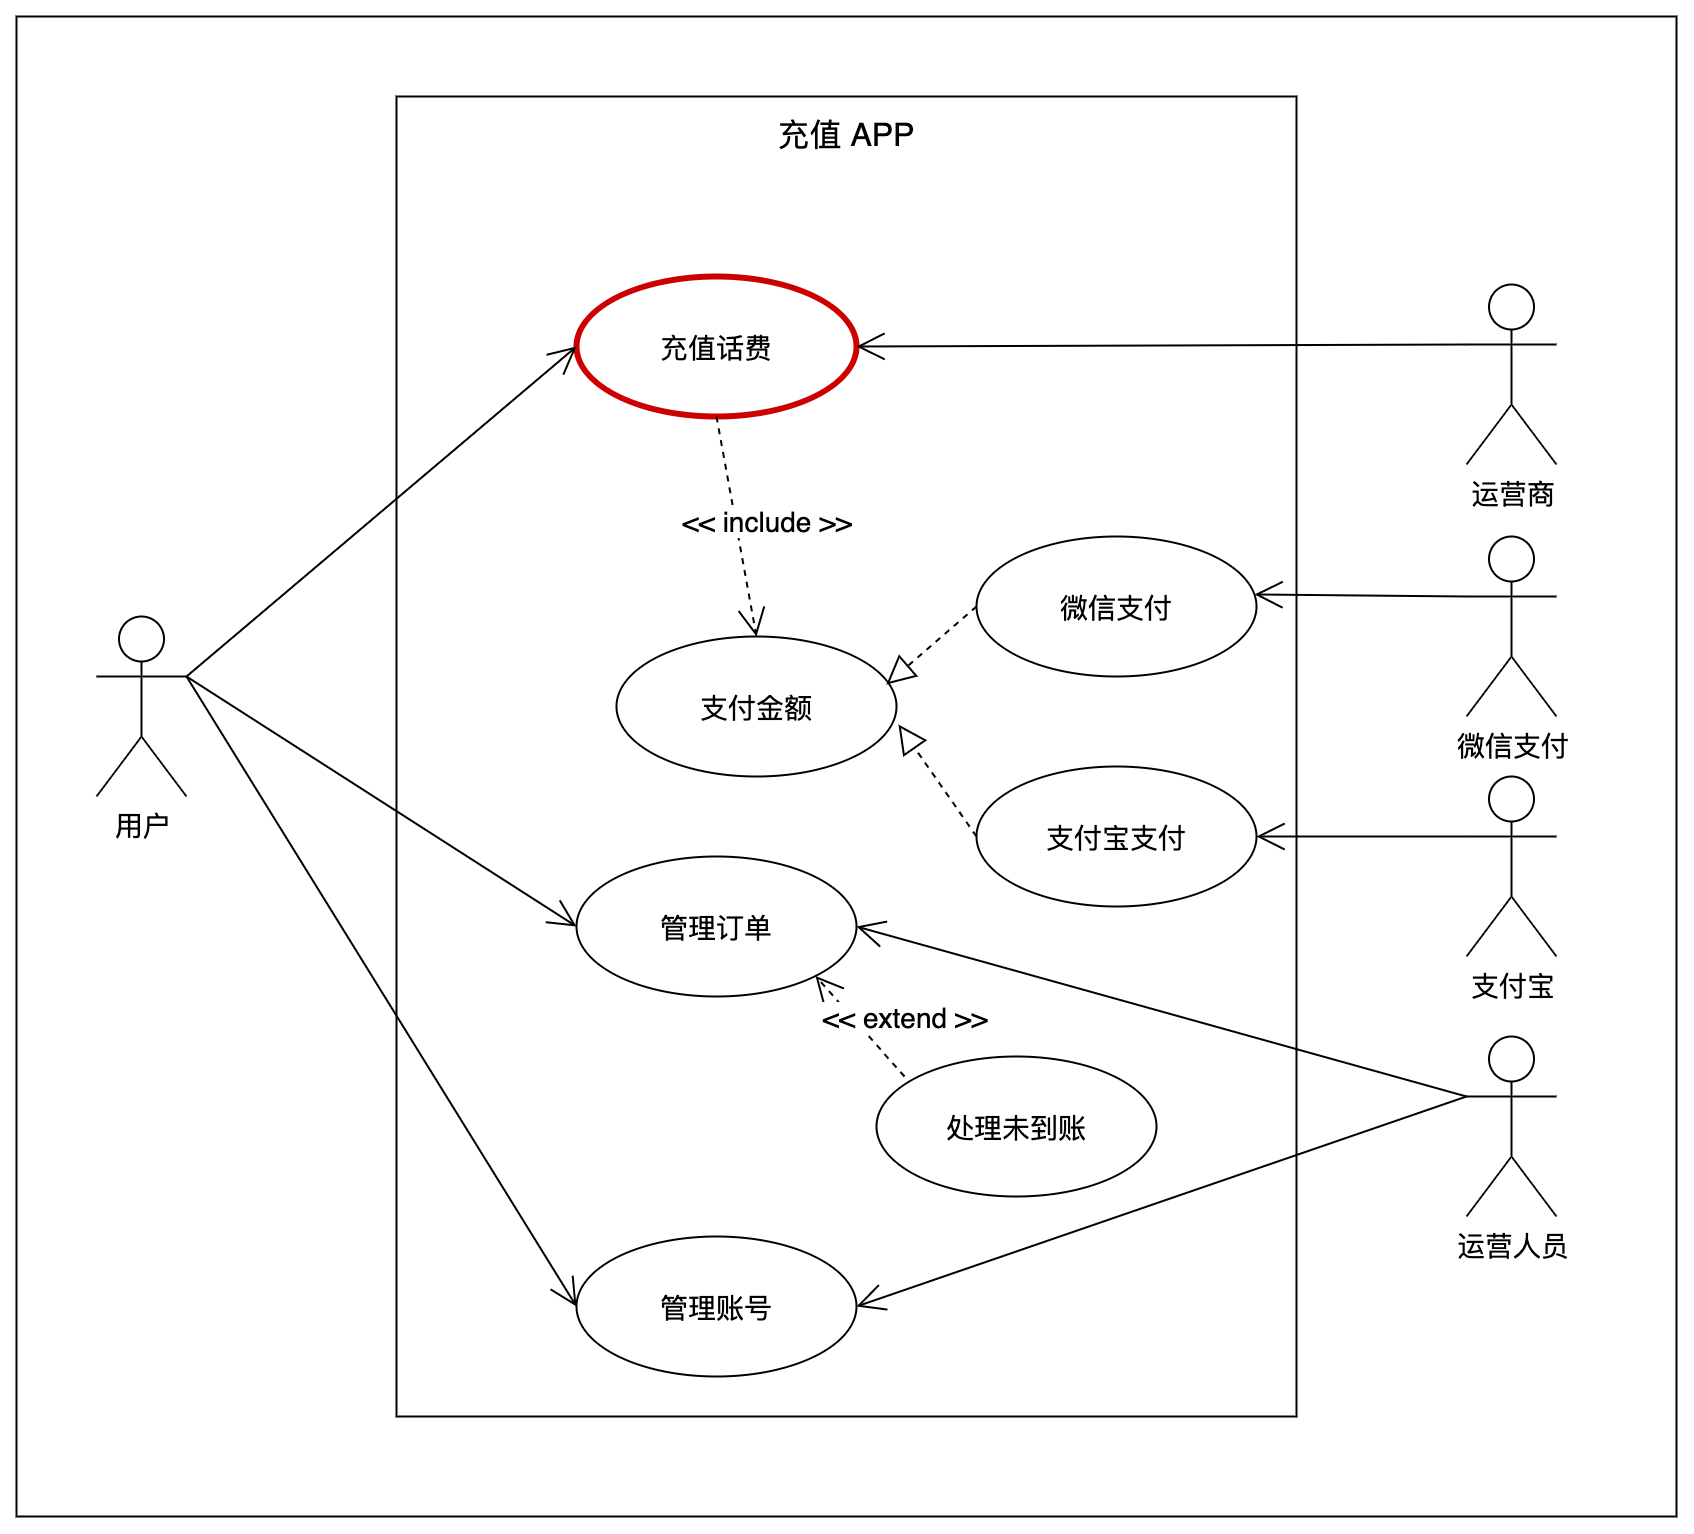 充值 APP
充值话费
运营商
<< include >>
微信支付
支付金额
微信支付
用户
支付宝支付
管理订单
支付宝
<< extend >>
处理未到账
运营人员
管理账号